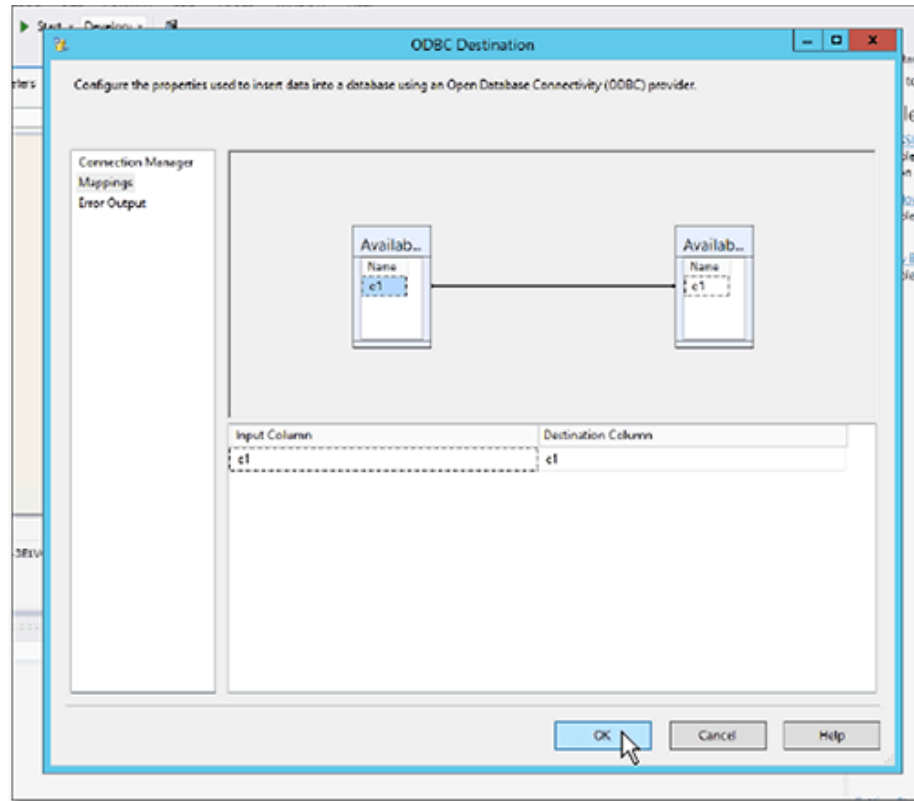 Start Develop
ODBC Destination
Configure the properties used to insert data into a database using an Open Database Connectivity (ODBC) provider.
Connection Manager
Mappings
Error Output
Availab... Availab...
Name Name
c1 c1
Input Column Destination Column
c1 c1
OK Cancel Help